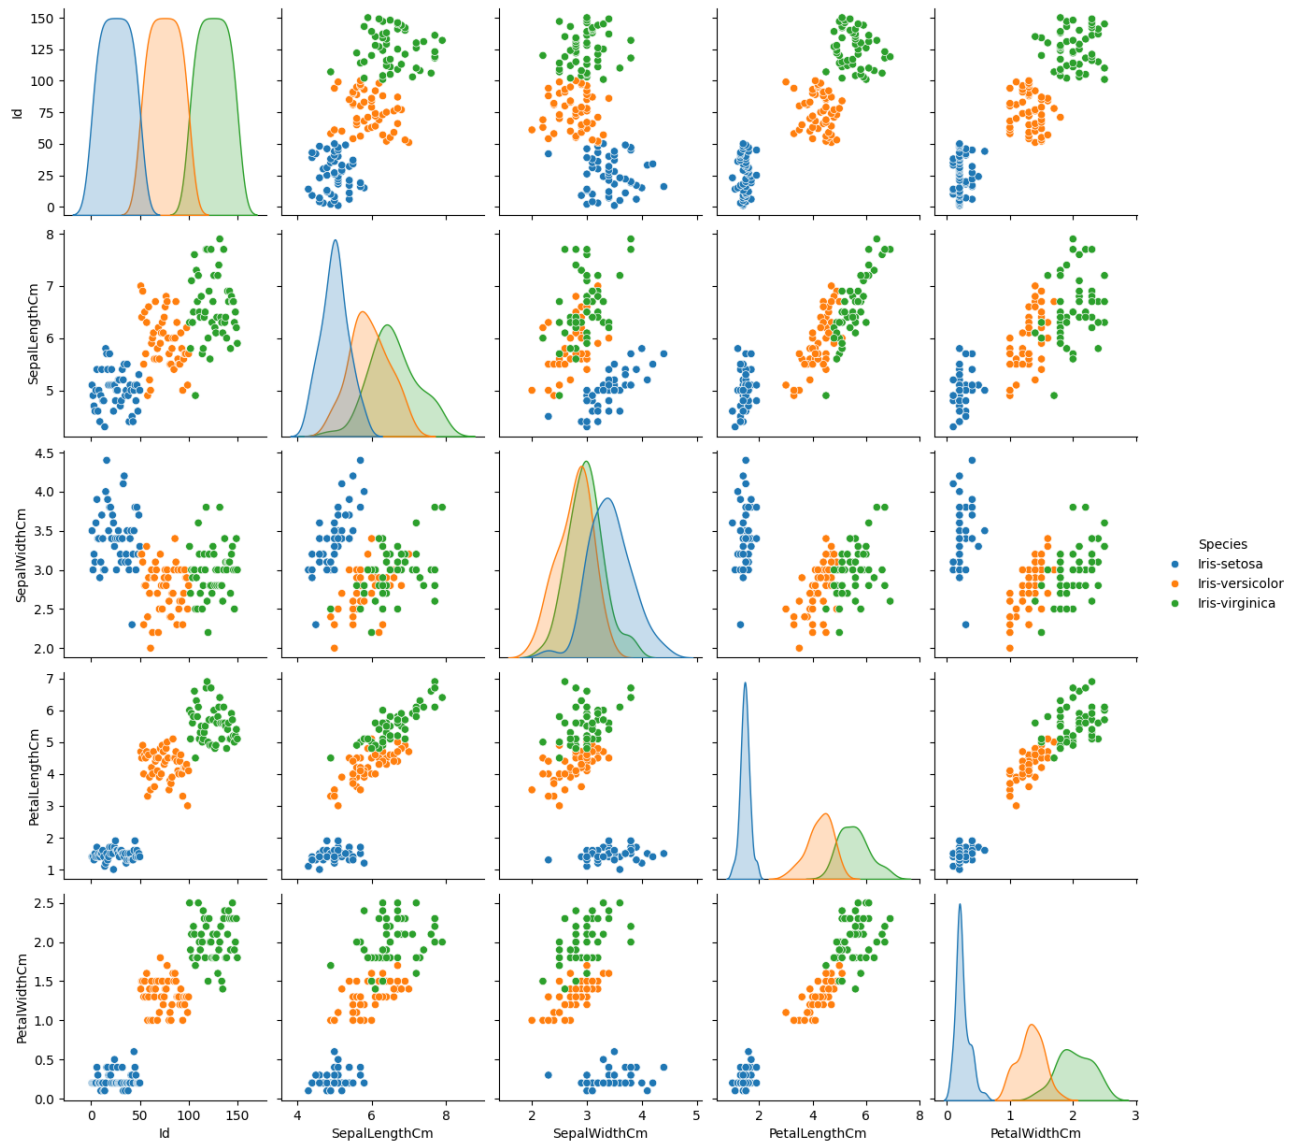 150
125
100
75
50
25
0
Id
8
7
6
5
SepalLengthCm
4.5
4.0
3.5
3.0
2.5
2.0
SepalWidthCm
Species
Iris-setosa
Iris-versicolor
Iris-virginica
7
6
5
4
3
2
1
PetalLengthCm
2.5
2.0
1.5
1.0
0.5
0.0
PetalWidthCm
0 50 100 150
4 6 8
2 3 4 5
2 4 6 8
0 1 2 3
Id
SepalLengthCm
SepalWidthCm
PetalLengthCm
PetalWidthCm